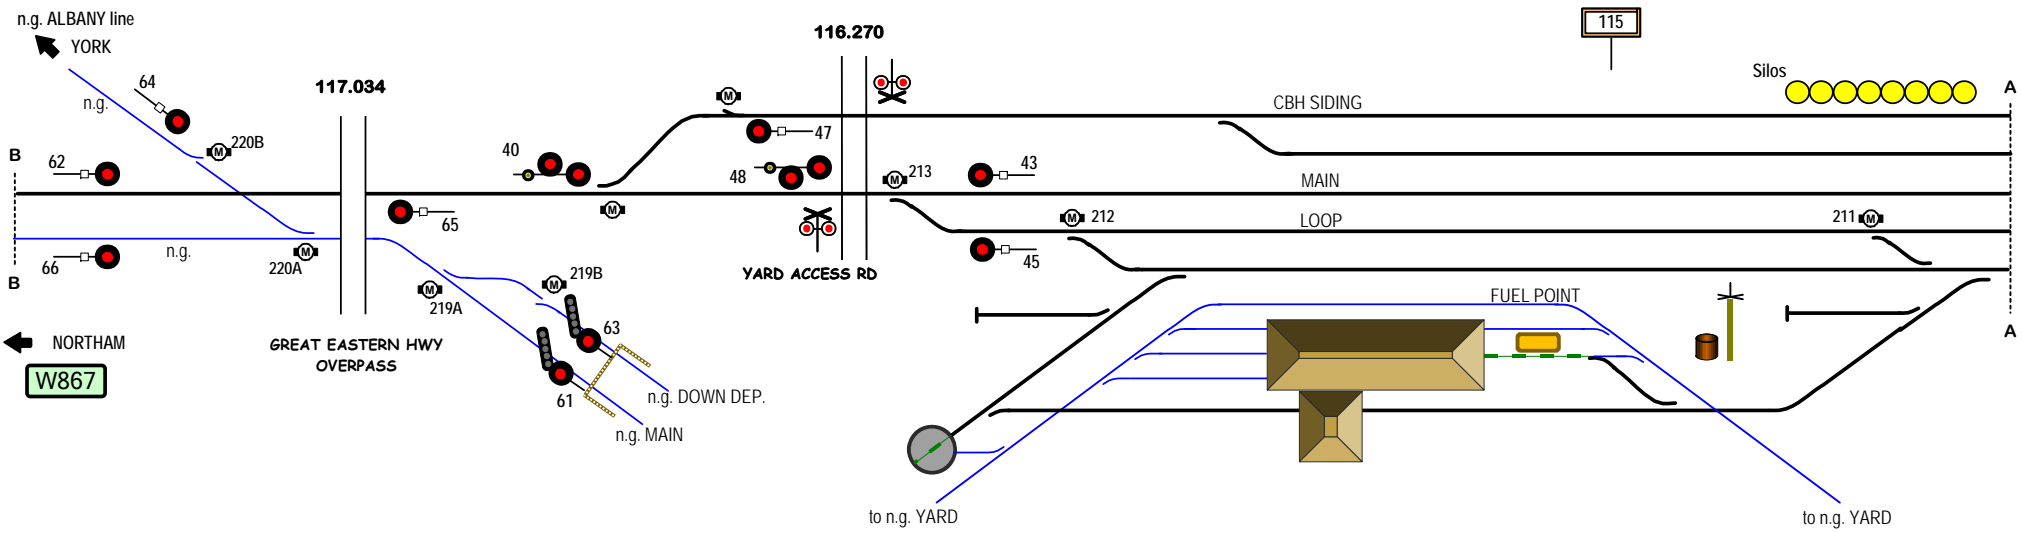 n.g. ALBANY line
YORK
64
n.g.
117.034
116.270
115
Silos
A
220B
M
M
47
CBH SIDING
B
62
40
48
213
M
43
MAIN
65
M
M
212
LOOP
211
M
66
n.g.
220A
M
45
YARD ACCESS RD
B
219B
M
M
219A
FUEL POINT
63
NORTHAM
GREAT EASTERN HWY
OVERPASS
A
W867
61
n.g. DOWN DEP.
n.g. MAIN
to n.g. YARD
to n.g. YARD